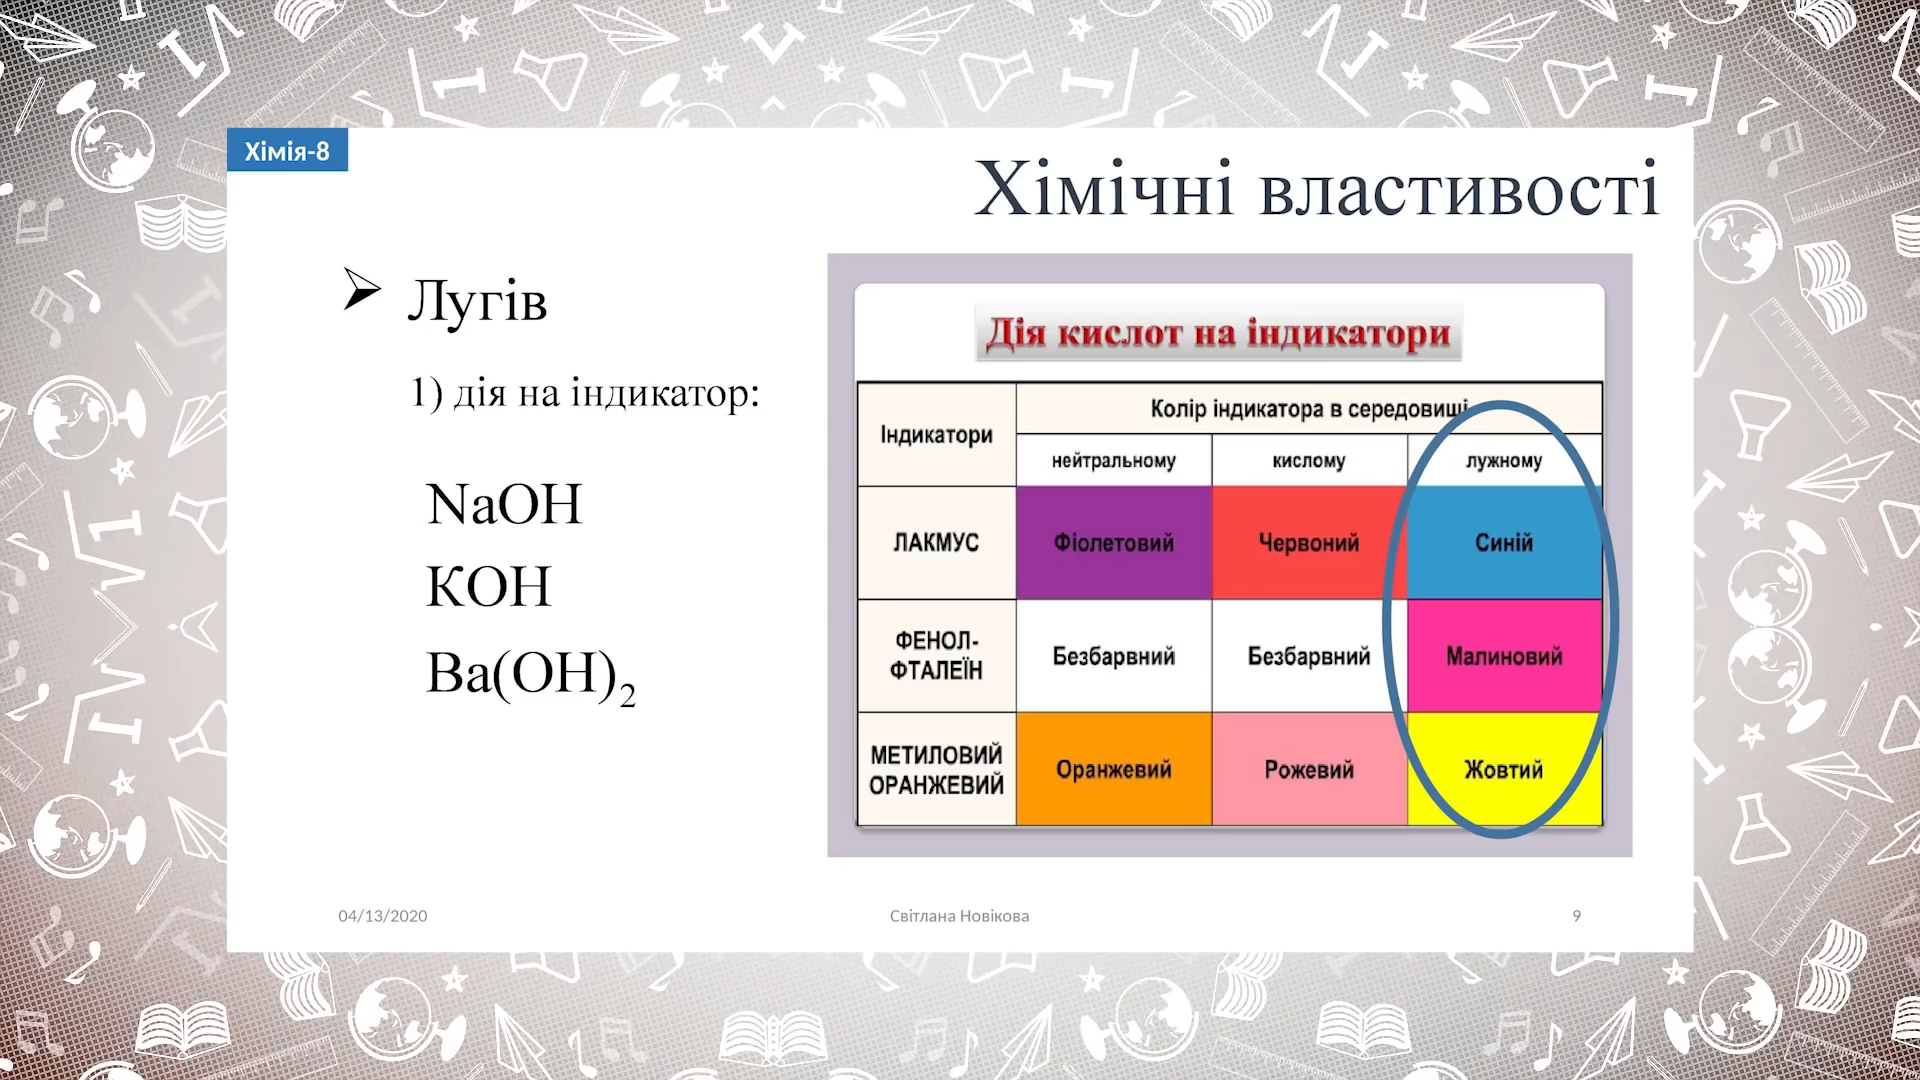 Хімія-8
Хімічні властивості
Лугів
1) дія на індикатор:
NaOH
KOH
Ba(OH)₂
Дія кислот на індикатори
Індикатори
Колір індикатора в середовищі
нейтральному кислому лужному
ЛАКМУС Фіолетовий Червоний Синій
ФЕНОЛ-
ФТАЛЕЇН
Безбарвний Безбарвний Малиновий
МЕТИЛОВИЙ
ОРАНЖЕВИЙ
Оранжевий Рожевий Жовтий
04/13/2020 Світлана Новікова 9